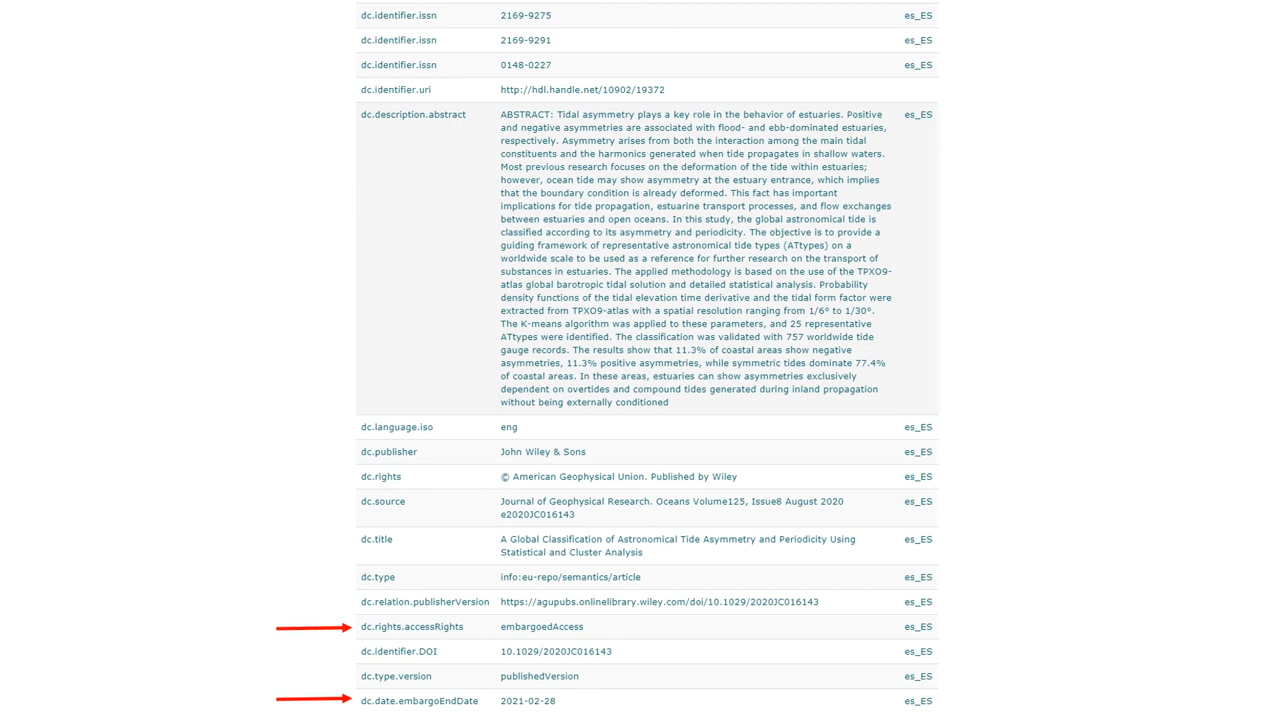 dc.identifier.issn 2169-9275 es_ES
dc.identifier.issn 2169-9291 es_ES
dc.identifier.issn 0148-0227 es_ES
dc.identifier.uri http://hdl.handle.net/10902/19372
dc.description.abstract ABSTRACT: Tidal asymmetry plays a key role in the behavior of estuaries. Positive es_ES
and negative asymmetries are associated with flood- and ebb-dominated estuaries,
respectively. Asymmetry arises from both the interaction among the main tidal
constituents and the harmonics generated when tide propagates in shallow waters.
Most previous research focuses on the deformation of the tide within estuaries;
however, ocean tide may show asymmetry at the estuary entrance, which implies
that the boundary condition is already deformed. This fact has important
implications for tide propagation, estuarine transport processes, and flow exchanges
between estuaries and open oceans. In this study, the global astronomical tide is
classified according to its asymmetry and periodicity. The objective is to provide a
guiding framework of representative astronomical tide types (ATtypes) on a
worldwide scale to be used as a reference for further research on the transport of
substances in estuaries. The applied methodology is based on the use of the TPXO9-
atlas global barotropic tidal solution and detailed statistical analysis. Probability
density functions of the tidal elevation time derivative and the tidal form factor were
extracted from TPXO9-atlas with a spatial resolution ranging from 1/6° to 1/30°.
The K-means algorithm was applied to these parameters, and 25 representative
ATtypes were identified. The classification was validated with 757 worldwide tide
gauge records. The results show that 11.3% of coastal areas show negative
asymmetries, 11.3% positive asymmetries, while symmetric tides dominate 77.4%
of coastal areas. In these areas, estuaries can show asymmetries exclusively
dependent on overtides and compound tides generated during inland propagation
without being externally conditioned
dc.language.iso eng es_ES
dc.publisher John Wiley & Sons es_ES
dc.rights © American Geophysical Union. Published by Wiley es_ES
dc.source Journal of Geophysical Research. Oceans Volume125, Issue8 August 2020 es_ES
e2020JC016143
dc.title A Global Classification of Astronomical Tide Asymmetry and Periodicity Using es_ES
Statistical and Cluster Analysis
dc.type info:eu-repo/semantics/article es_ES
dc.relation.publisherVersion https://agupubs.onlinelibrary.wiley.com/doi/10.1029/2020JC016143 es_ES
dc.rights.accessRights embargoedAccess es_ES
dc.identifier.DOI 10.1029/2020JC016143 es_ES
dc.type.version publishedVersion es_ES
dc.date.embargoEndDate 2021-02-28 es_ES